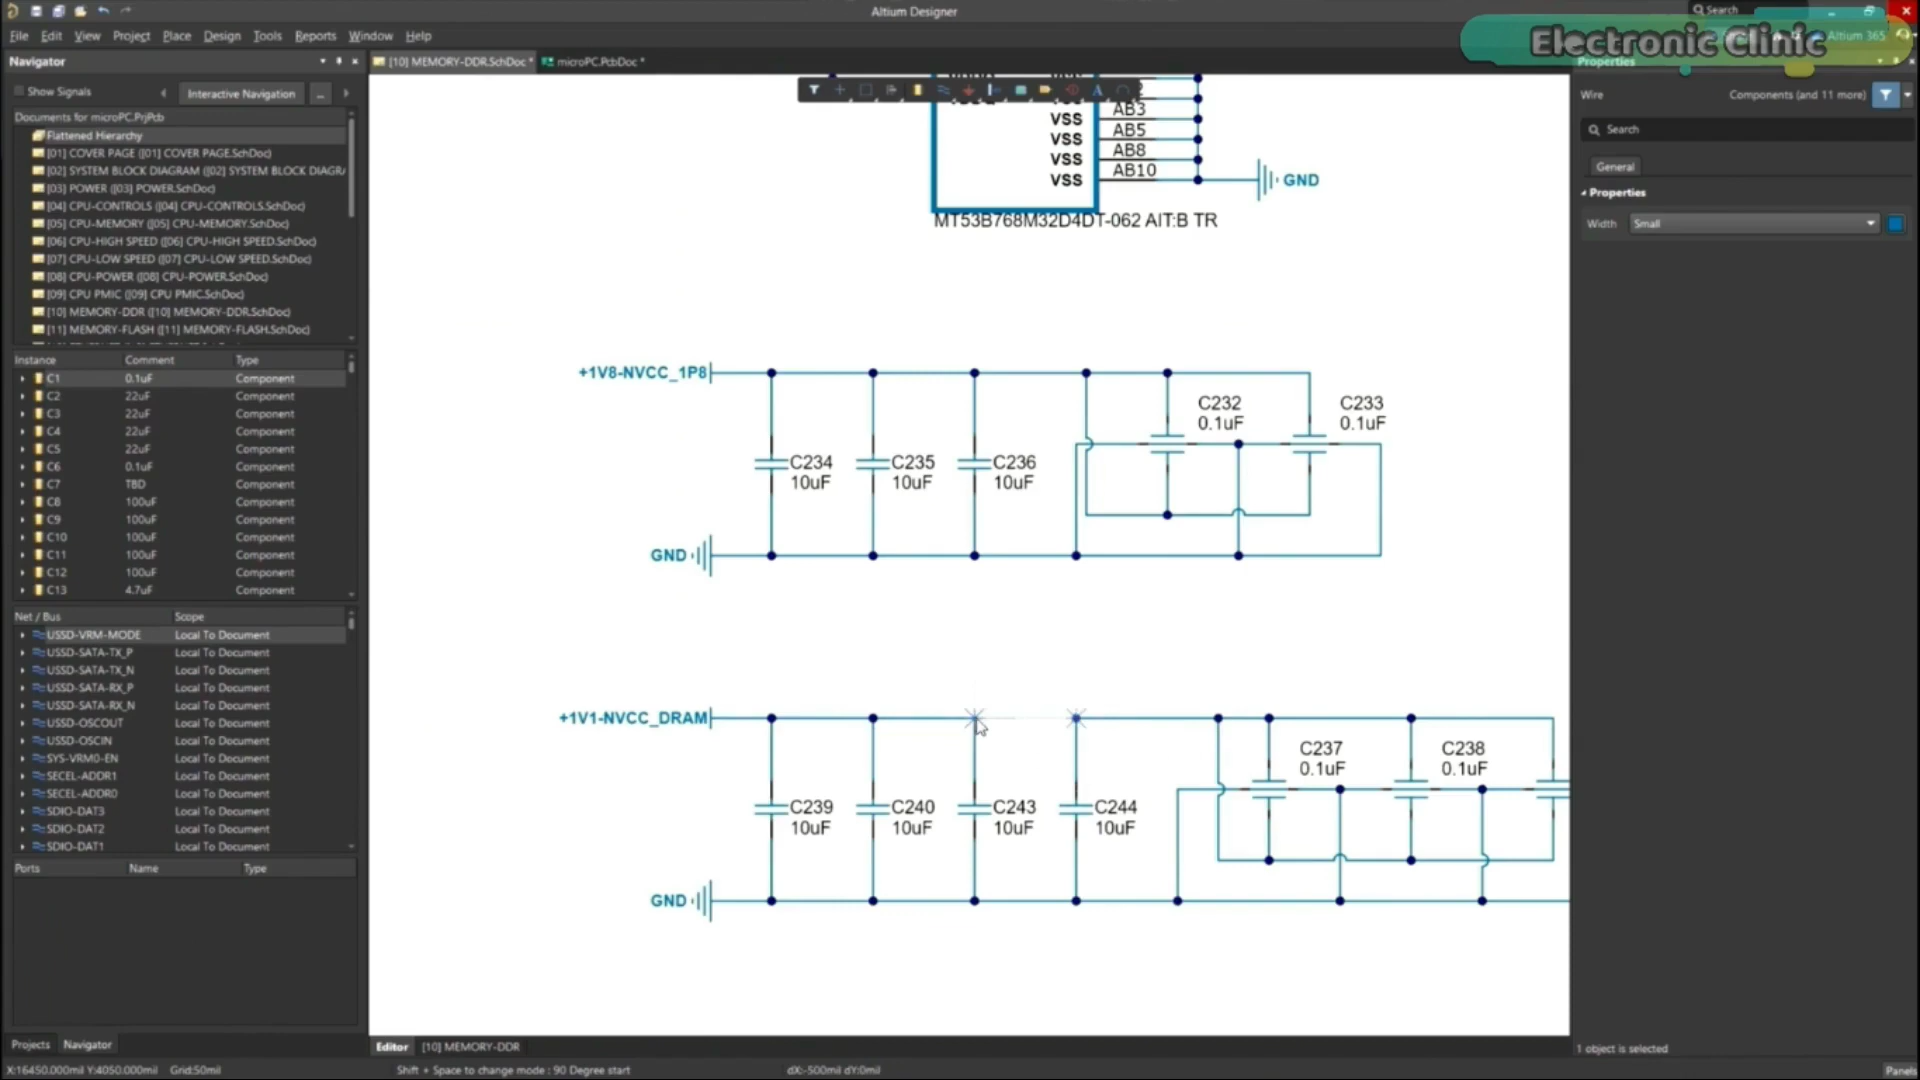 Altium Designer
Search
File Edit View Project Place Design Tools Reports Window Help
Altium 365
Electronic Clinic
Navigator
[10] MEMORY-DDR.SchDoc *
microPC.PcbDoc *
Properties
Show Signals
Interactive Navigation
...
Wire
Components (and 11 more)
Documents for microPC.PrjPcb
Search
Flattened Hierarchy
[01] COVER PAGE ([01] COVER PAGE.SchDoc)
[02] SYSTEM BLOCK DIAGRAM ([02] SYSTEM BLOCK DIAGRA
[03] POWER ([03] POWER.SchDoc)
[04] CPU-CONTROLS ([04] CPU-CONTROLS.SchDoc)
[05] CPU-MEMORY ([05] CPU-MEMORY.SchDoc)
[06] CPU-HIGH SPEED ([06] CPU-HIGH SPEED.SchDoc)
[07] CPU-LOW SPEED ([07] CPU-LOW SPEED.SchDoc)
[08] CPU-POWER ([08] CPU-POWER.SchDoc)
[09] CPU PMIC ([09] CPU PMIC.SchDoc)
[10] MEMORY-DDR ([10] MEMORY-DDR.SchDoc)
[11] MEMORY-FLASH ([11] MEMORY-FLASH.SchDoc)
General
Properties
Width Small
Instance Comment Type
C1 0.1uF Component
C2 22uF Component
C3 22uF Component
C4 22uF Component
C5 22uF Component
C6 0.1uF Component
C7 TBD Component
C8 100uF Component
C9 100uF Component
C10 100uF Component
C11 100uF Component
C12 100uF Component
C13 4.7uF Component
Net / Bus Scope
USSD-VRM-MODE Local To Document
USSD-SATA-TX_P Local To Document
USSD-SATA-TX_N Local To Document
USSD-SATA-RX_P Local To Document
USSD-SATA-RX_N Local To Document
USSD-OSCOUT Local To Document
USSD-OSCIN Local To Document
SYS-VRM0-EN Local To Document
SECEL-ADDR1 Local To Document
SECEL-ADDR0 Local To Document
SDIO-DAT3 Local To Document
SDIO-DAT2 Local To Document
SDIO-DAT1 Local To Document
Ports Name Type
VSS AB3
VSS AB5
VSS AB8
VSS AB10
GND
MT53B768M32D4DT-062 AIT:B TR
+1V8-NVCC_1P8
C232
0.1uF
C233
0.1uF
C234
10uF
C235
10uF
C236
10uF
GND
+1V1-NVCC_DRAM
C237
0.1uF
C238
0.1uF
C239
10uF
C240
10uF
C243
10uF
C244
10uF
GND
Projects Navigator
Editor [10] MEMORY-DDR
1 object is selected
X:16450.000mil Y:4050.000mil Grid:50mil
Shift + Space to change mode : 90 Degree start
dX:-500mil dY:0mil
Panels